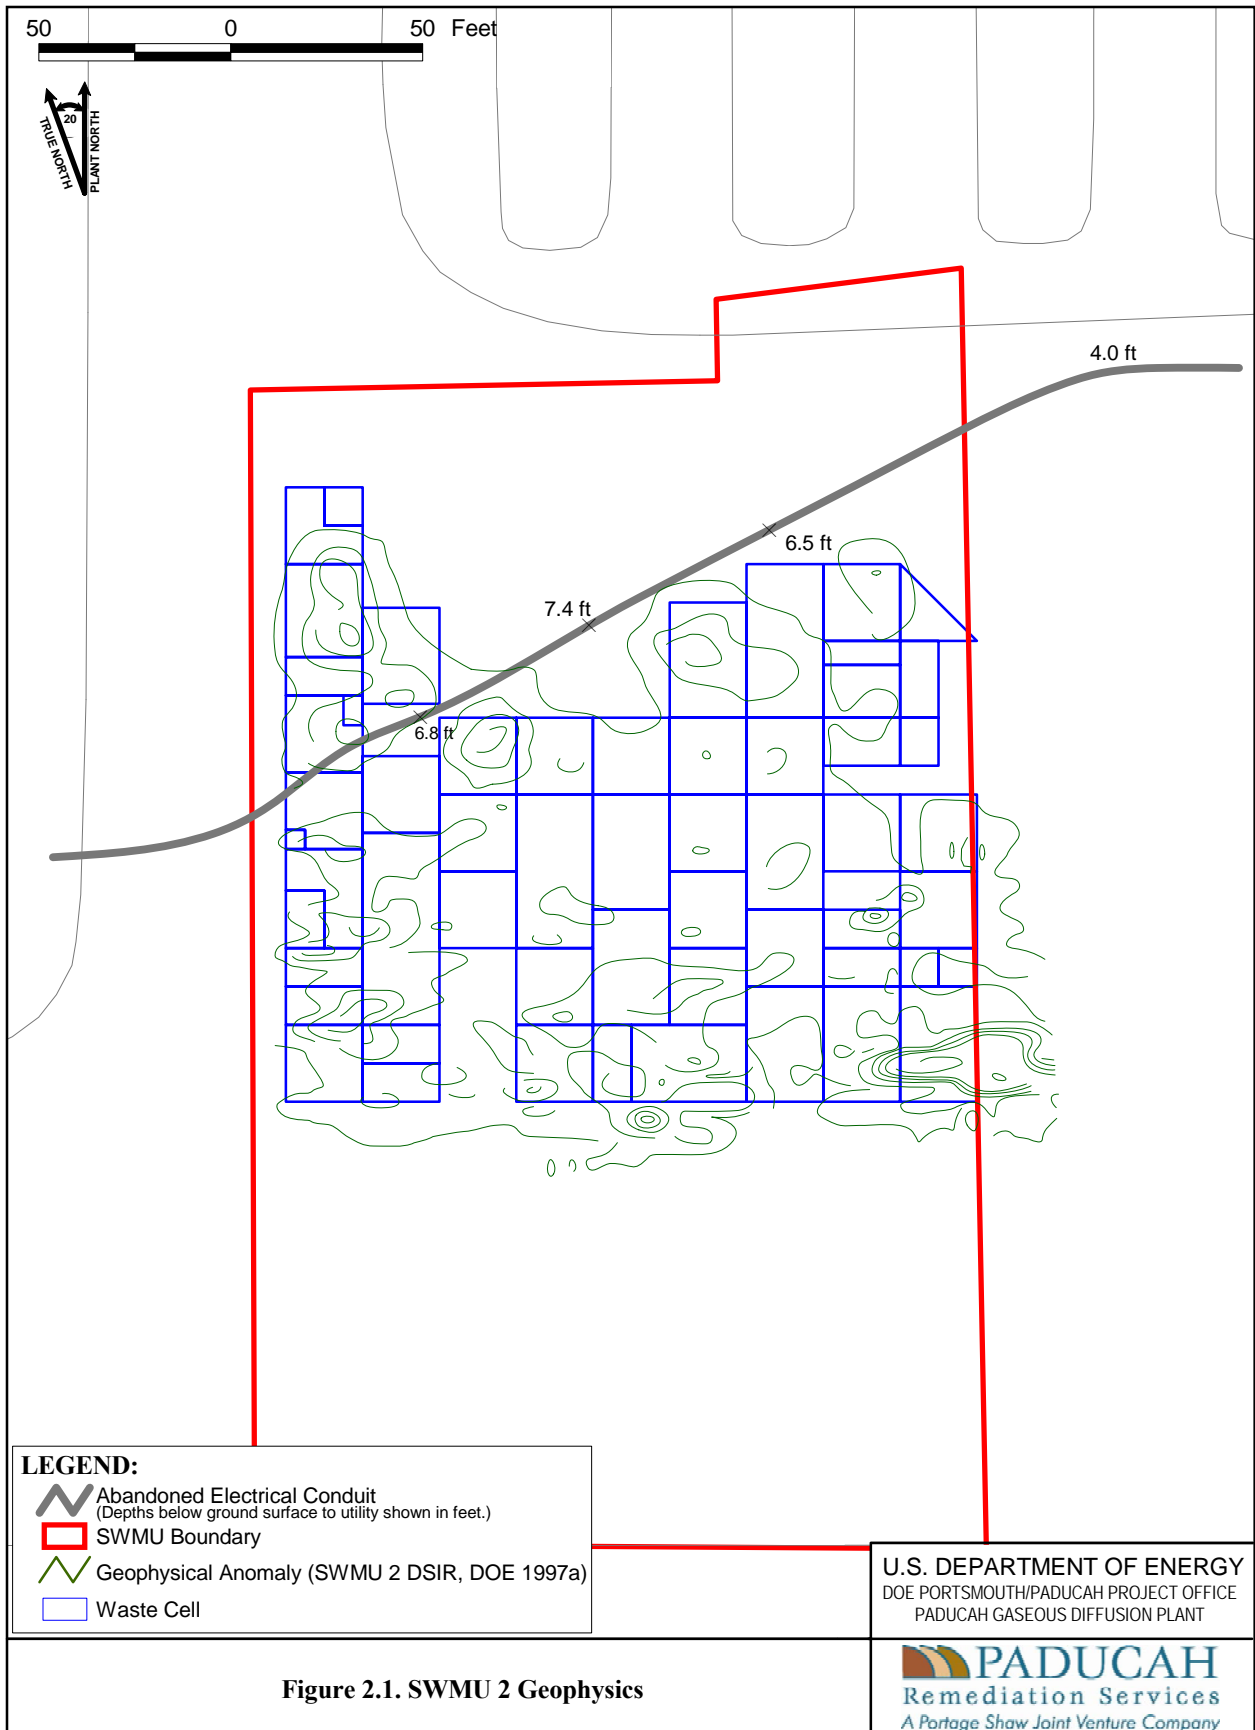 50 0 50 Feet
20
TRUE NORTH
PLANT NORTH
4.0 ft
6.5 ft
7.4 ft
6.8 ft
LEGEND:
Abandoned Electrical Conduit
(Depths below ground surface to utility shown in feet.)
SWMU Boundary
Geophysical Anomaly (SWMU 2 DSIR, DOE 1997a)
Waste Cell
U.S. DEPARTMENT OF ENERGY
DOE PORTSMOUTH/PADUCAH PROJECT OFFICE
PADUCAH GASEOUS DIFFUSION PLANT
Figure 2.1. SWMU 2 Geophysics
PADUCAH
Remediation Services
A Portage Shaw Joint Venture Company